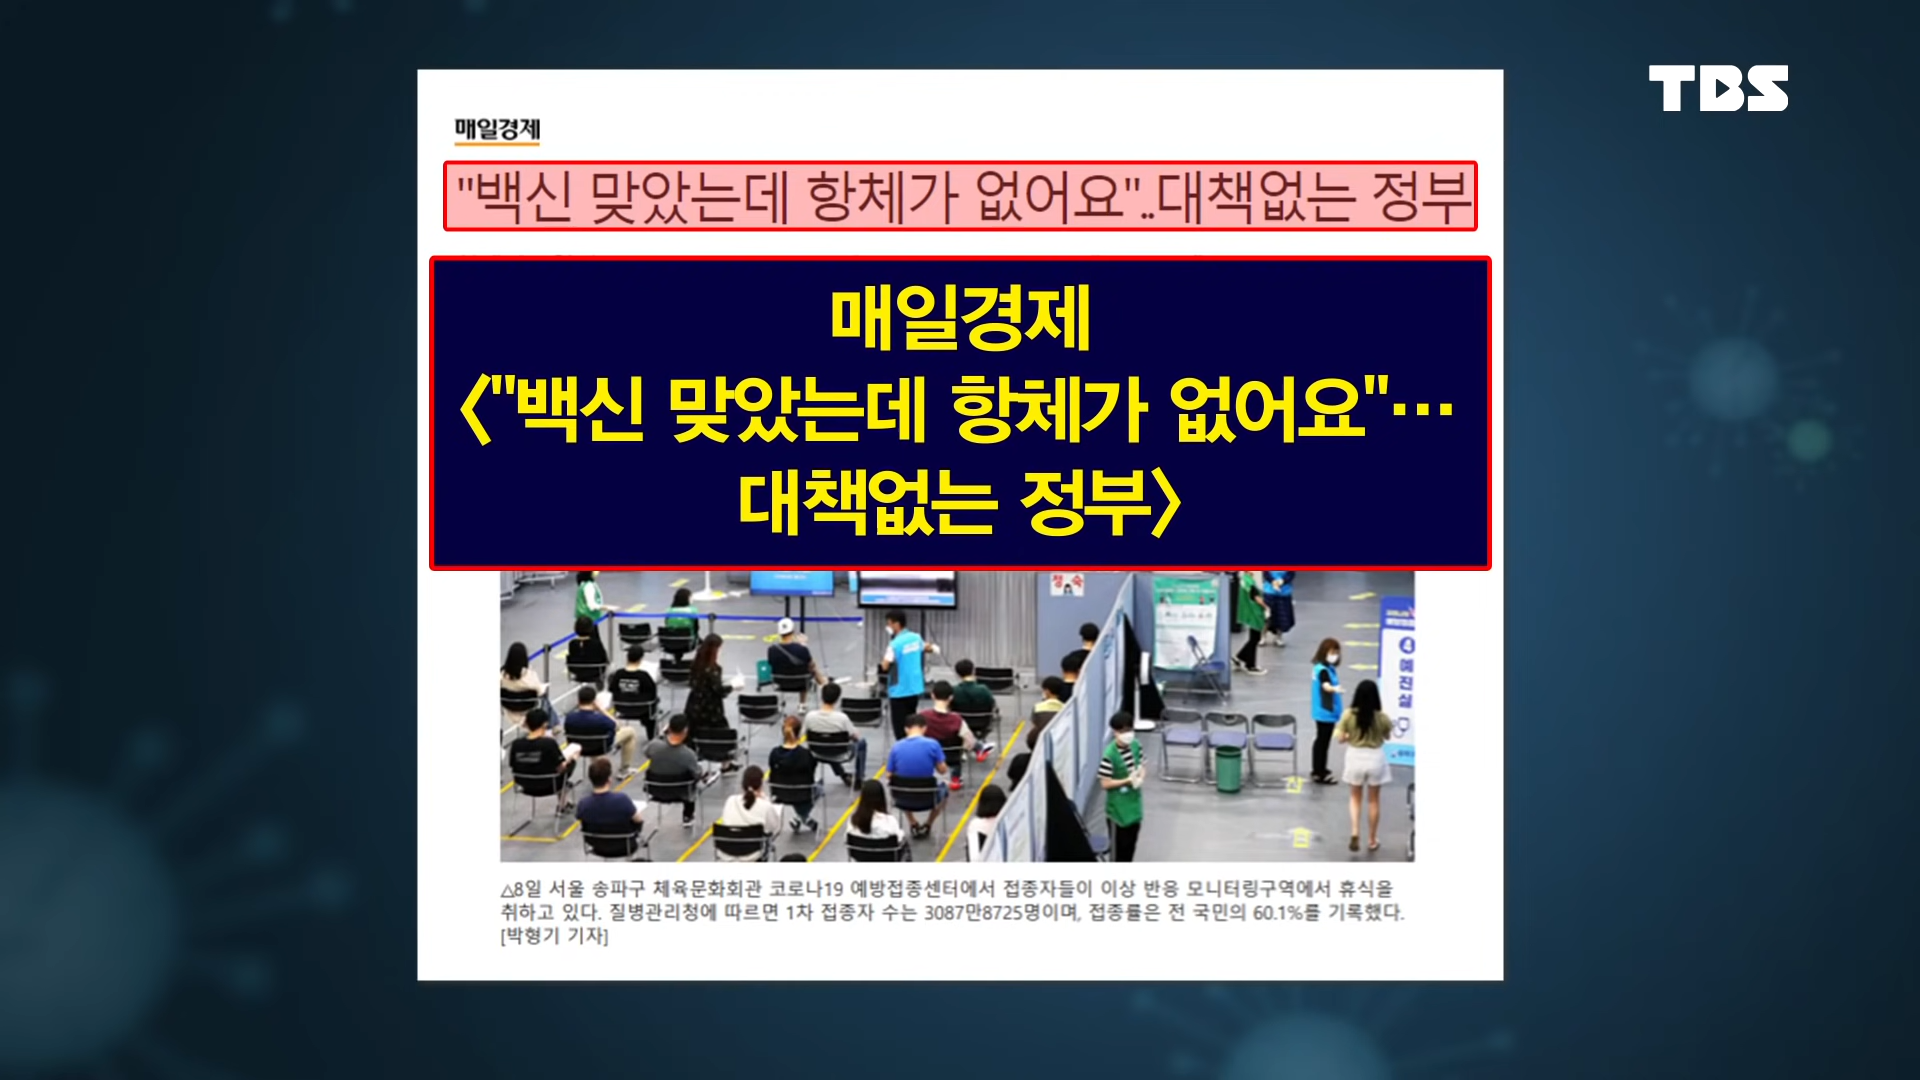 TBS
매일경제
"백신 맞았는데 항체가 없어요"..대책없는 정부
매일경제
<"백신 맞았는데 항체가 없어요"…
대책없는 정부>
정숙
예진실
△8일 서울 송파구 체육문화회관 코로나19 예방접종센터에서 접종자들이 이상 반응 모니터링구역에서 휴식을
취하고 있다. 질병관리청에 따르면 1차 접종자 수는 3087만8725명이며, 접종률은 전 국민의 60.1%를 기록했다.
[박형기 기자]